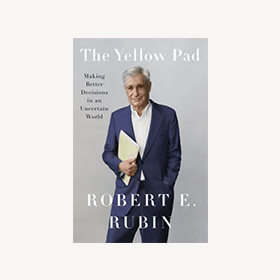 The Yellow Pad
Making
Better
Decisions
in an
Uncertain
World
ROBERT E.
RUBIN